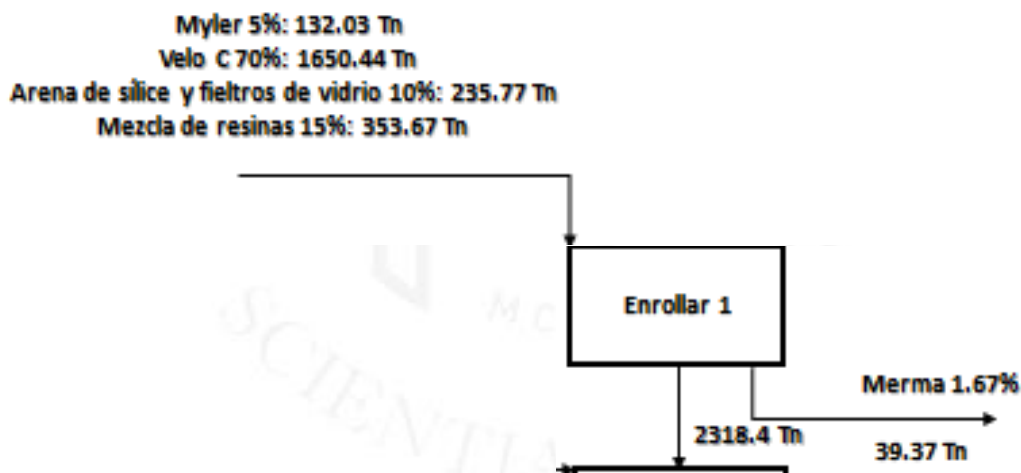 Myler 5%: 132.03 Tn
Velo C 70%: 1650.44 Tn
Arena de sílice y fieltros de vidrio 10%: 235.77 Tn
Mezcla de resinas 15%: 353.67 Tn
Enrollar 1
M.C
SCIENTIA
Merma 1.67%
2318.4 Tn
39.37 Tn